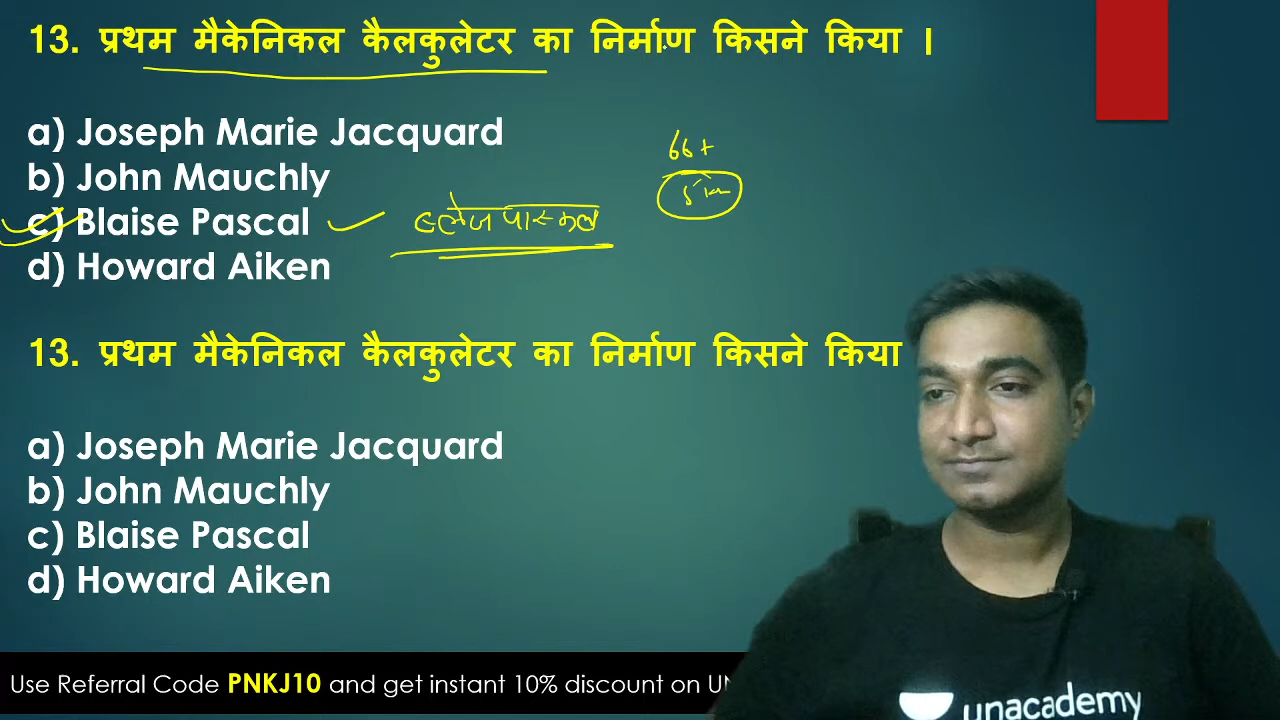 13. प्रथम मैकेनिकल कैलकुलेटर का निर्माण किसने किया ।
a) Joseph Marie Jacquard
b) John Mauchly
c) Blaise Pascal
ब्लेज पास्कल
66+
d) Howard Aiken
13. प्रथम मैकेनिकल कैलकुलेटर का निर्माण किसने किया
a) Joseph Marie Jacquard
b) John Mauchly
c) Blaise Pascal
d) Howard Aiken
Use Referral Code PNKJ10 and get instant 10% discount on UN
unacademy